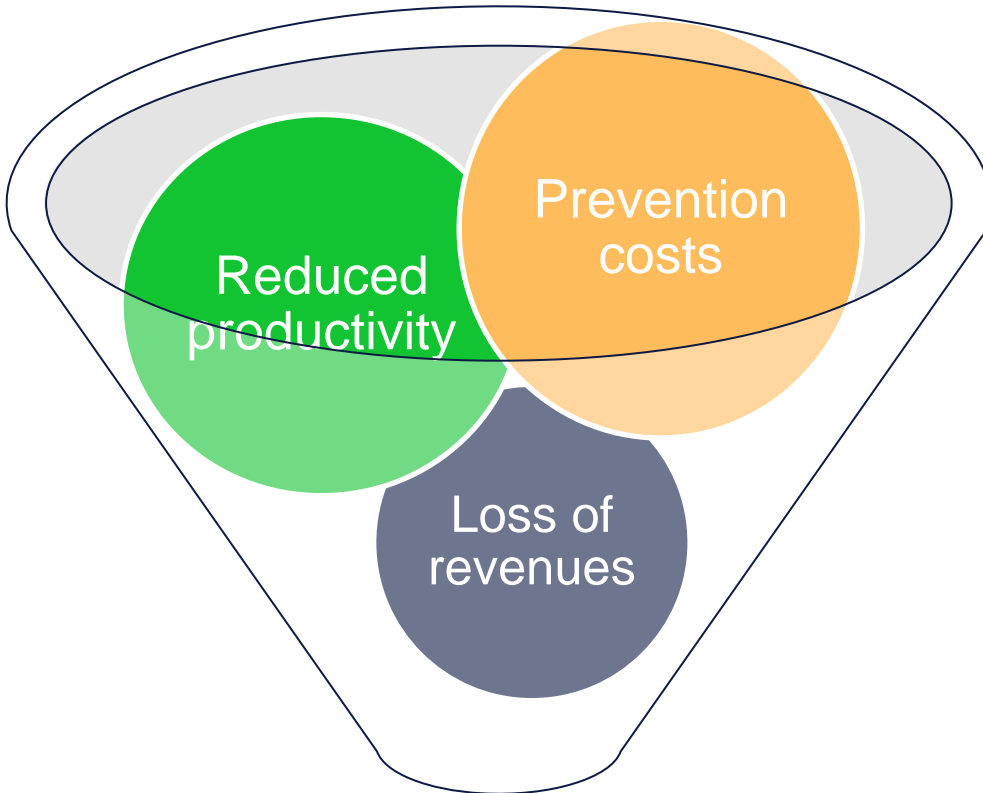 Prevention
costs
Reduced
productivity
Loss of
revenues